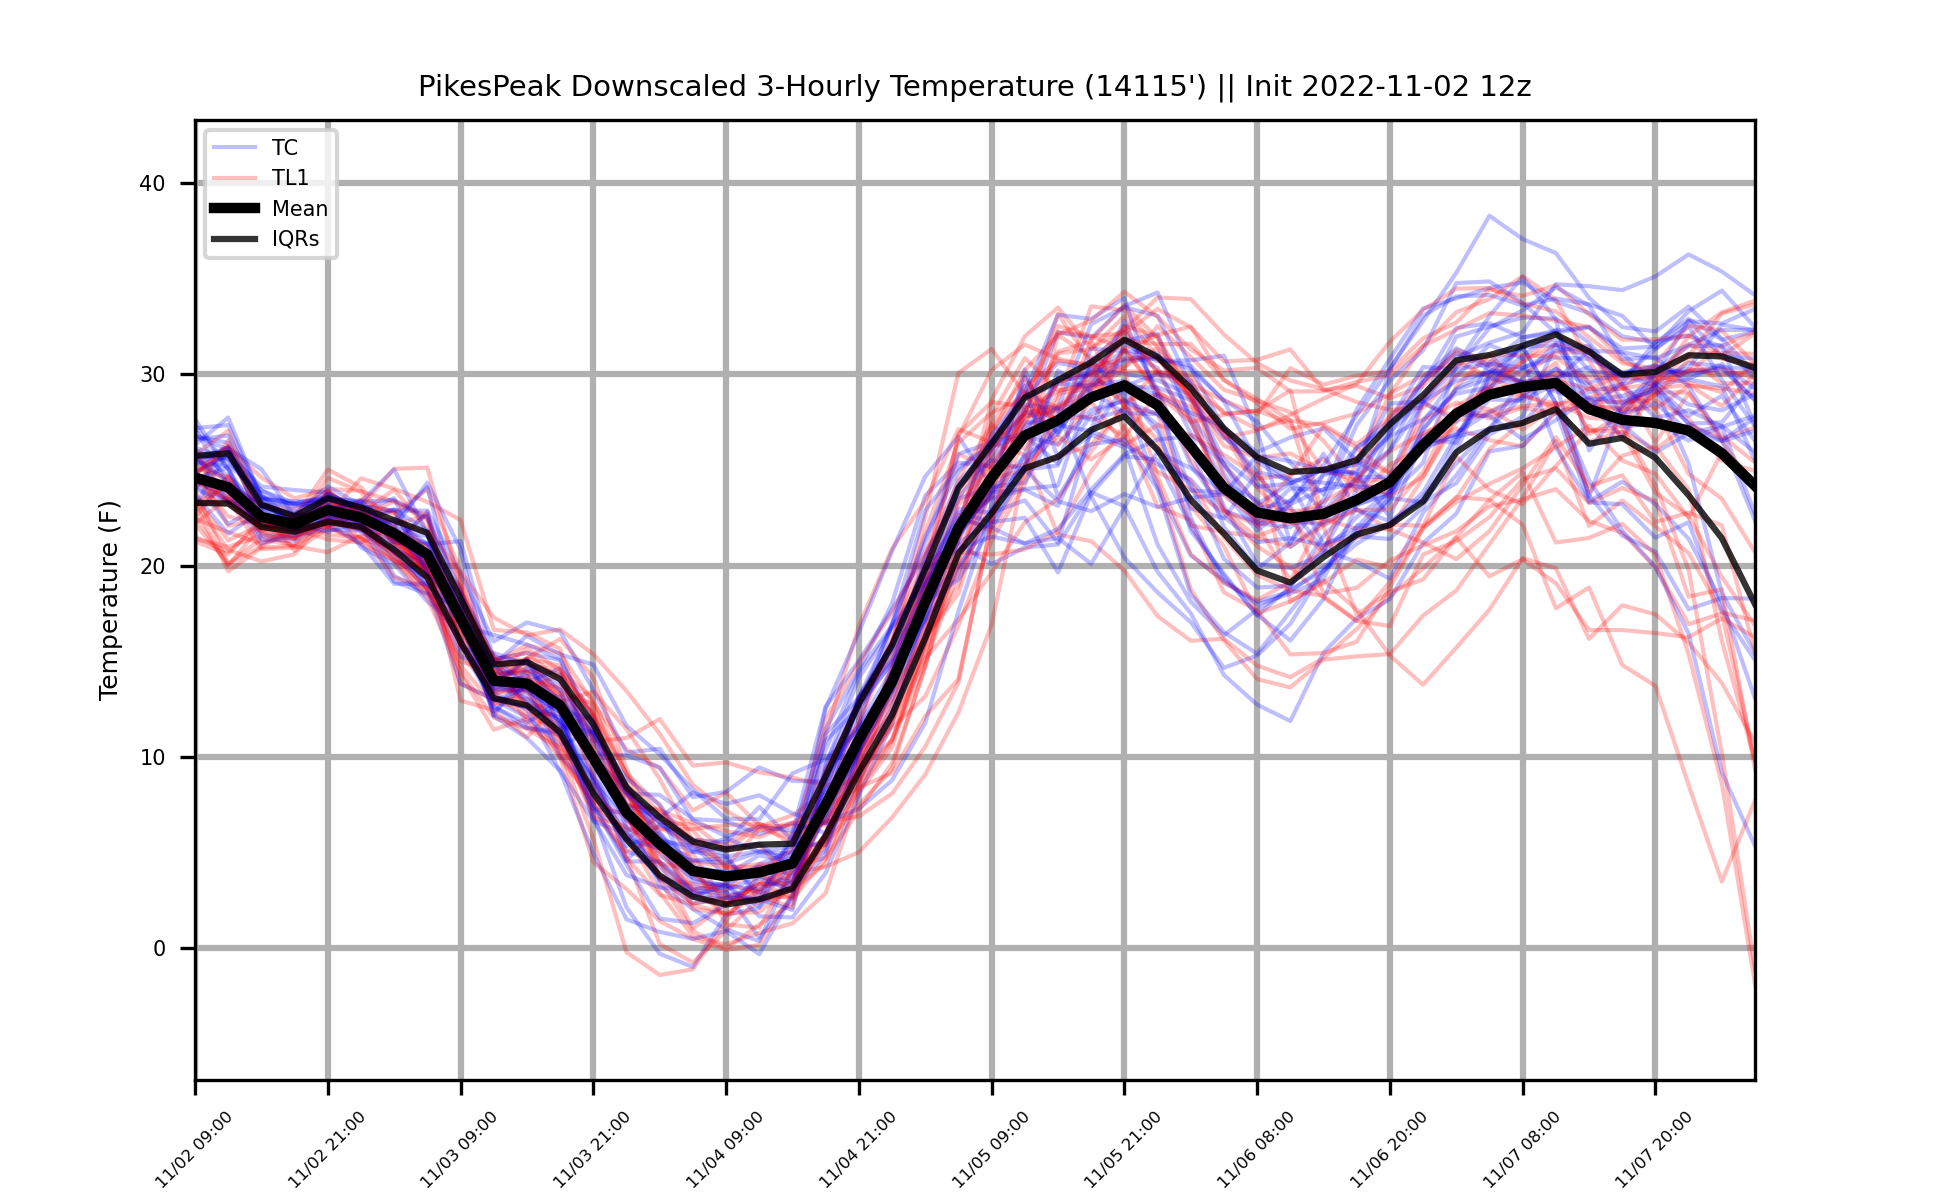 PikesPeak Downscaled 3-Hourly Temperature (14115') || Init 2022-11-02 12z
TC
TL1
Mean
IQRs
Temperature (F)
40
30
20
10
0
11/02 09:00
11/02 21:00
11/03 09:00
11/03 21:00
11/04 09:00
11/04 21:00
11/05 09:00
11/05 21:00
11/06 08:00
11/06 20:00
11/07 08:00
11/07 20:00